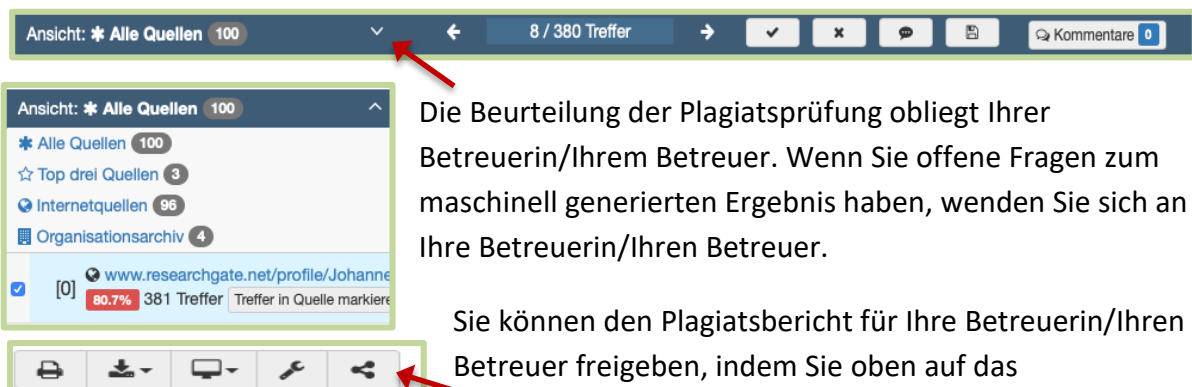 Ansicht: ✱ Alle Quellen 100
8 / 380 Treffer
Kommentare 0
Ansicht: ✱ Alle Quellen 100
Alle Quellen 100
Top drei Quellen 3
Internetquellen 96
Organisationsarchiv 4
[0] www.researchgate.net/profile/Johanne
80.7% 381 Treffer Treffer in Quelle markiere
Die Beurteilung der Plagiatsprüfung obliegt Ihrer
Betreuerin/Ihrem Betreuer. Wenn Sie offene Fragen zum
maschinell generierten Ergebnis haben, wenden Sie sich an
Ihre Betreuerin/Ihren Betreuer.
Sie können den Plagiatsbericht für Ihre Betreuerin/Ihren
Betreuer freigeben, indem Sie oben auf das